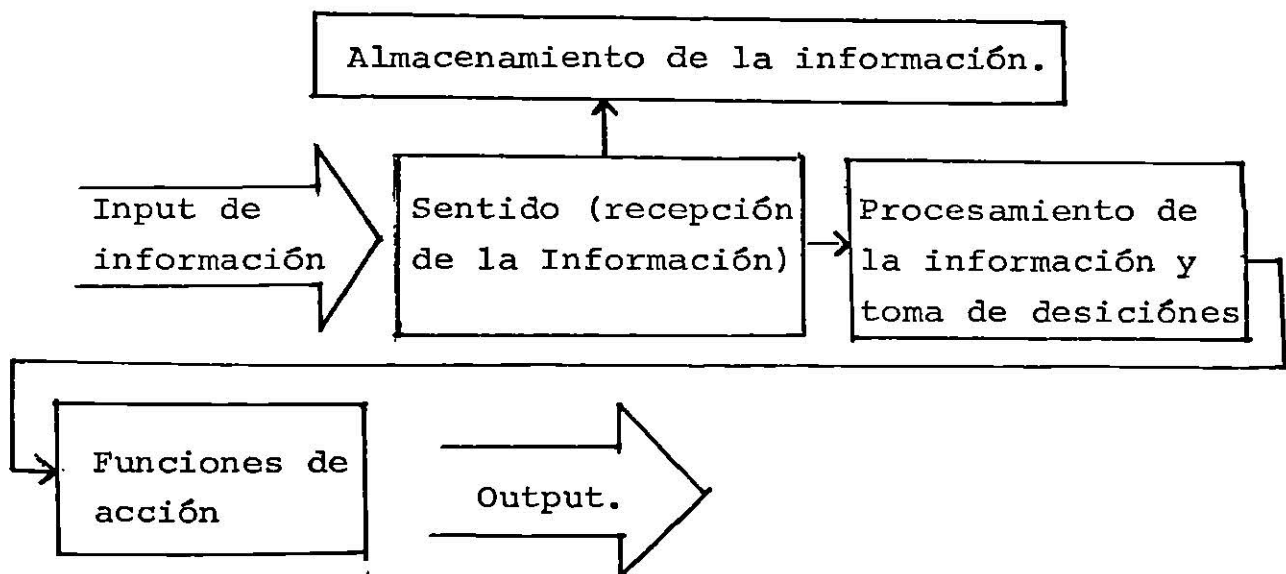 Almacenamiento de la información.
Input de
información
Sentido (recepción
de la Información)
Procesamiento de
la información y
toma de desiciónes
Funciones de
acción
Output.